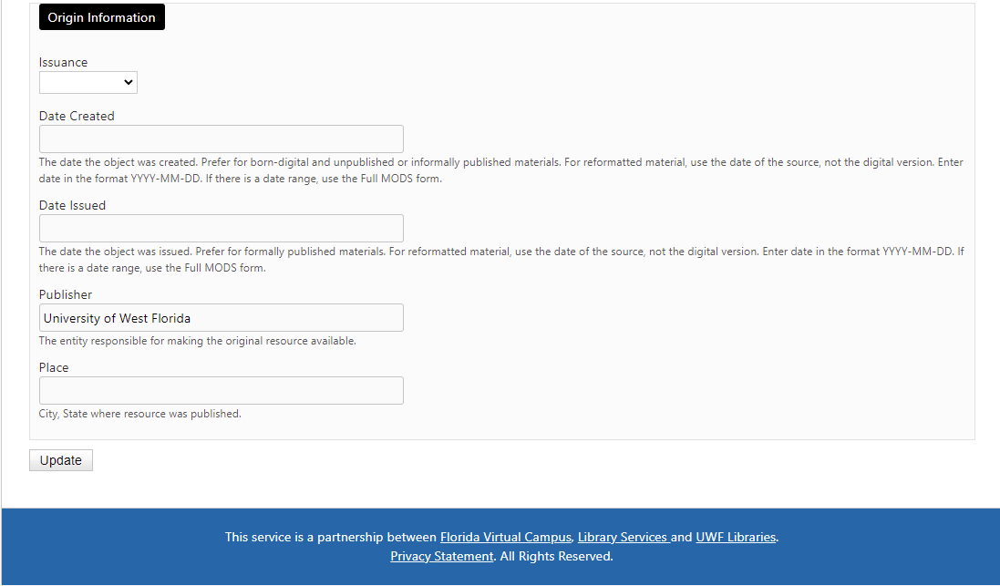 Origin Information
Issuance
Date Created
The date the object was created. Prefer for born-digital and unpublished or informally published materials. For reformatted material, use the date of the source, not the digital version. Enter
date in the format YYYY-MM-DD. If there is a date range, use the Full MODS form.
Date Issued
The date the object was issued. Prefer for formally published materials. For reformatted material, use the date of the source, not the digital version. Enter date in the format YYYY-MM-DD. If
there is a date range, use the Full MODS form.
Publisher
University of West Florida
The entity responsible for making the original resource available.
Place
City, State where resource was published.
Update
This service is a partnership between Florida Virtual Campus, Library Services and UWF Libraries.
Privacy Statement. All Rights Reserved.